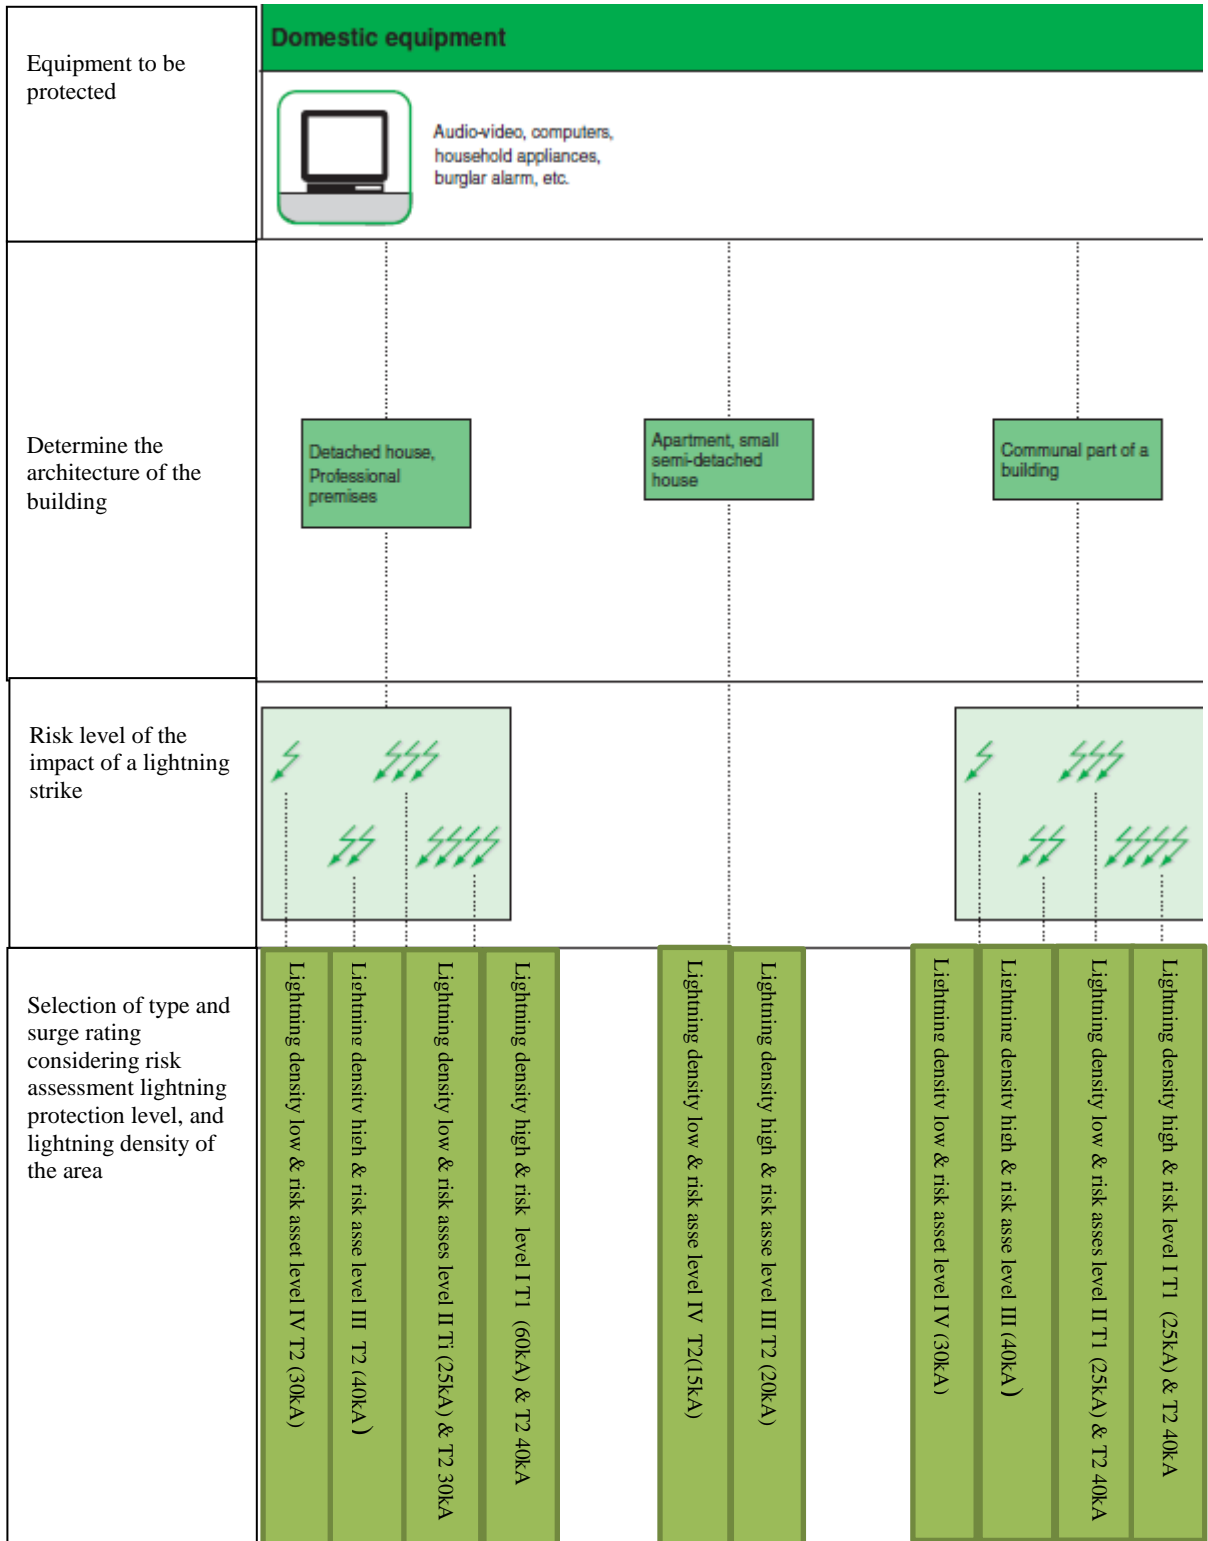 Equipment to be
protected
Domestic equipment
Audio-video, computers,
household appliances,
burglar alarm, etc.
Determine the
architecture of the
building
Detached house,
Professional
premises
Apartment, small
semi-detached
house
Communal part of a
building
Risk level of the
impact of a lightning
strike
Selection of type and
surge rating
considering risk
assessment lightning
protection level, and
lightning density of
the area
Lightning density low & risk asset level IV T2 (30kA)
Lightning density high & risk asse level III T2 (40kA)
Lightning density low & risk asses level II Ti (25kA) & T2 30kA
Lightning density high & risk level I T1 (60kA) & T2 40kA
Lightning density low & risk asse level IV T2(15kA)
Lightning density high & risk asse level III T2 (20kA)
Lightning density low & risk asset level IV (30kA)
Lightning density high & risk asse level III (40kA)
Lightning density low & risk asses level II T1 (25kA) & T2 40kA
Lightning density high & risk level I T1 (25kA) & T2 40kA